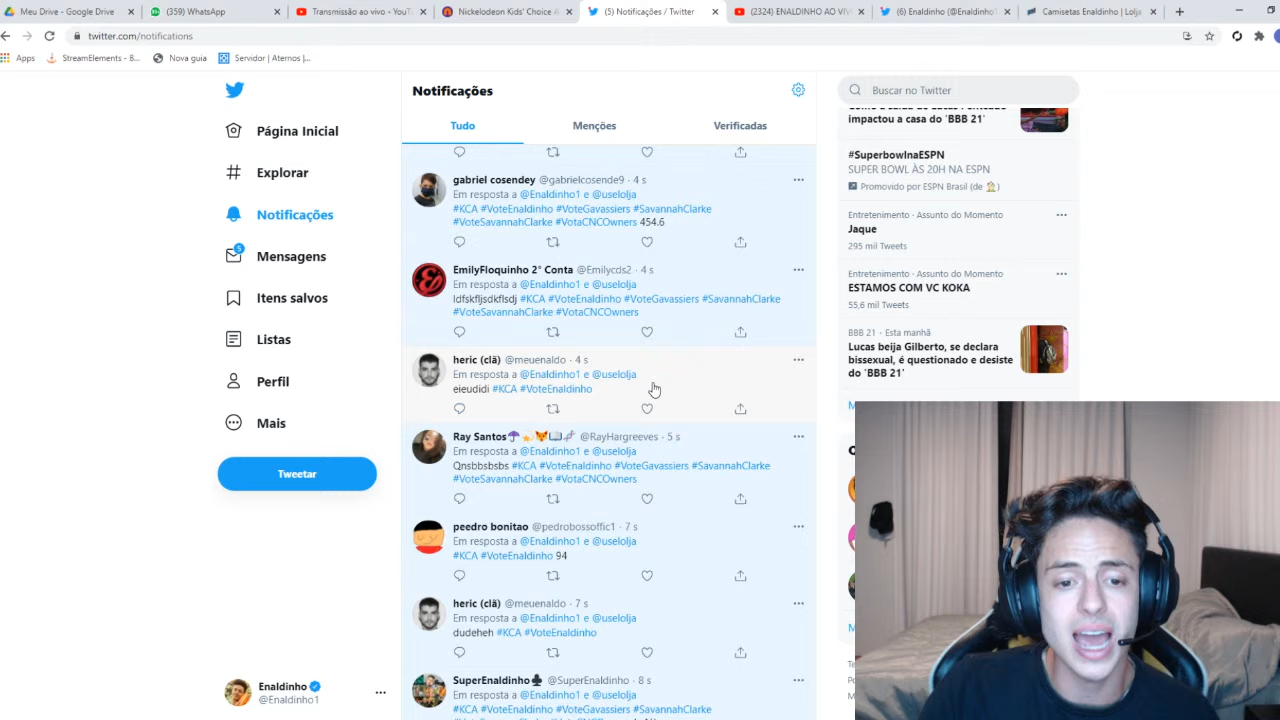 Meu Drive - Google Drive
(359) WhatsApp
Transmissão ao vivo - YouT
Nickelodeon Kids' Choice A
(5) Notificações / Twitter
(2324) ENALDINHO AO VIV
(6) Enaldinho (@Enaldinho1
Camisetas Enaldinho | Lolja
twitter.com/notifications
Apps
StreamElements - B...
Nova guia
Servidor | Aternos |...
Página Inicial
Explorar
Notificações
5
Mensagens
Itens salvos
Listas
Perfil
Mais
Tweetar
Enaldinho
@Enaldinho1
Notificações
Tudo
Menções
Verificadas
gabriel cosendey @gabrielcosende9 · 4 s
Em resposta a @Enaldinho1 e @uselolja
#KCA #VoteEnaldinho #VoteGavassiers #SavannahClarke
#VoteSavannahClarke #VotaCNCOwners 454.6
EmilyFloquinho 2° Conta @Emilycds2 · 4 s
Em resposta a @Enaldinho1 e @uselolja
ldfskfljsdkflsdj #KCA #VoteEnaldinho #VoteGavassiers #SavannahClarke
#VoteSavannahClarke #VotaCNCOwners
heric (clã) @meuenaldo · 4 s
Em resposta a @Enaldinho1 e @uselolja
eieudidi #KCA #VoteEnaldinho
Ray Santos @RayHargreeves · 5 s
Em resposta a @Enaldinho1 e @uselolja
Qnsbbsbsbs #KCA #VoteEnaldinho #VoteGavassiers #SavannahClarke
#VoteSavannahClarke #VotaCNCOwners
peedro bonitao @pedrobossoffic1 · 7 s
Em resposta a @Enaldinho1 e @uselolja
#KCA #VoteEnaldinho 94
heric (clã) @meuenaldo · 7 s
Em resposta a @Enaldinho1 e @uselolja
dudeheh #KCA #VoteEnaldinho
SuperEnaldinho @SuperEnaldinho · 8 s
Em resposta a @Enaldinho1 e @uselolja
#KCA #VoteEnaldinho #VoteGavassiers #SavannahClarke
Buscar no Twitter
impactou a casa do 'BBB 21'
#SuperbowlnaESPN
SUPER BOWL ÀS 20H NA ESPN
Promovido por ESPN Brasil (de)
Entretenimento · Assunto do Momento
Jaque
295 mil Tweets
Entretenimento · Assunto do Momento
ESTAMOS COM VC KOKA
55,6 mil Tweets
BBB 21 · Esta manhã
Lucas beija Gilberto, se declara
bissexual, é questionado e desiste
do 'BBB 21'